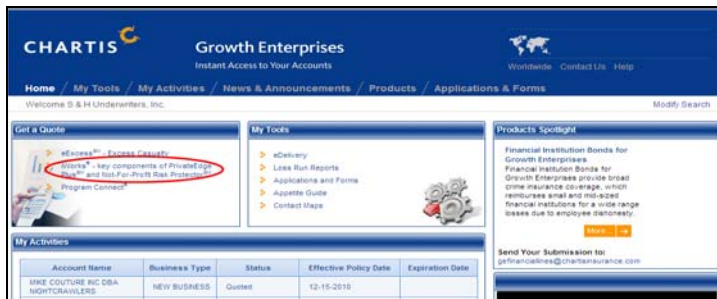 CHARTIS
Growth Enterprises
Instant Access to Your Accounts
Worldwide Contact Us Help
Home / My Tools / My Activities / News & Announcements / Products / Applications & Forms
Welcome S & H Underwriters, Inc.
Modify Search
Get a Quote
eExcess℠ - Excess Casualty
iWorks® - key components of PrivateEdge
Plus℠ and Not-For-Profit Risk Protector℠
Program Connect®
My Tools
eDelivery
Loss Run Reports
Applications and Forms
Appetite Guide
Contact Maps
Products Spotlight
Financial Institution Bonds for
Growth Enterprises
Financial Institution Bonds for
Growth Enterprises provide broad
crime insurance coverage, which
reimburses small and mid-sized
financial institutions for a wide range
losses due to employee dishonesty.
More...
Send Your Submission to:
gefinanciallines@chartisinsurance.com
My Activities
Account Name Business Type Status Effective Policy Date Expiration Date
MIKE COUTURE INC DBA
NIGHTCRAWLERS NEW BUSINESS Quoted 12-15-2010